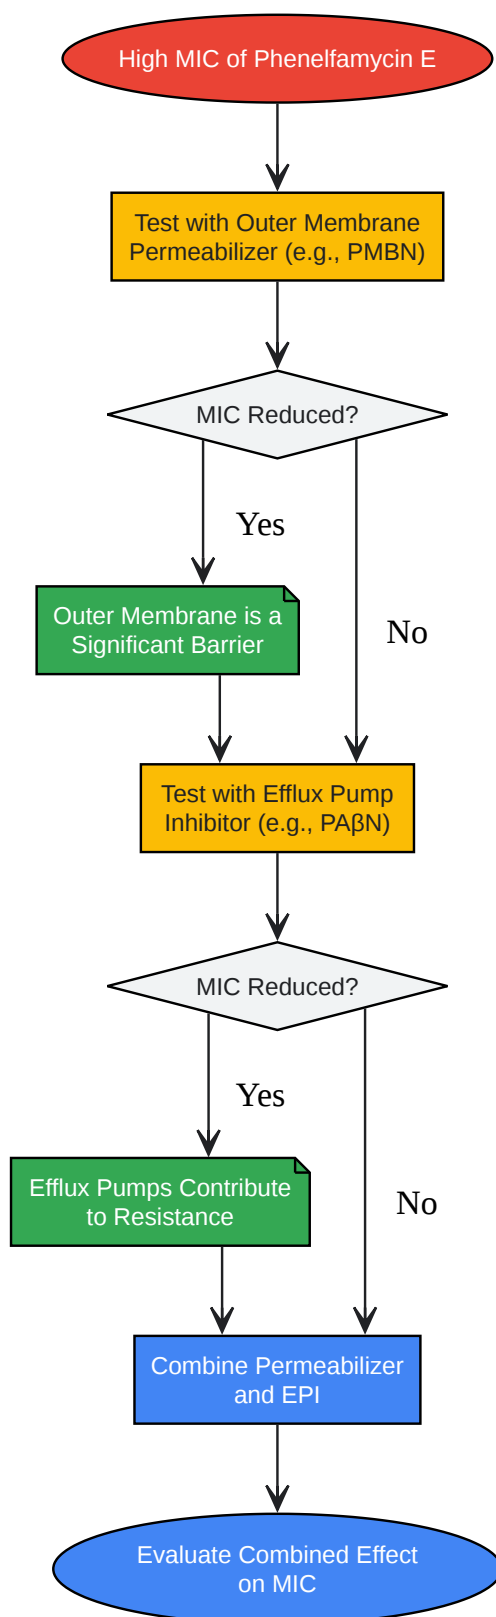 High MIC of Phenelfamycin E
Test with Outer Membrane
Permeabilizer (e.g., PMBN)
MIC Reduced?
Yes
Outer Membrane is a
Significant Barrier
No
Test with Efflux Pump
Inhibitor (e.g., PAβN)
MIC Reduced?
Yes
Efflux Pumps Contribute
to Resistance
No
Combine Permeabilizer
and EPI
Evaluate Combined Effect
on MIC